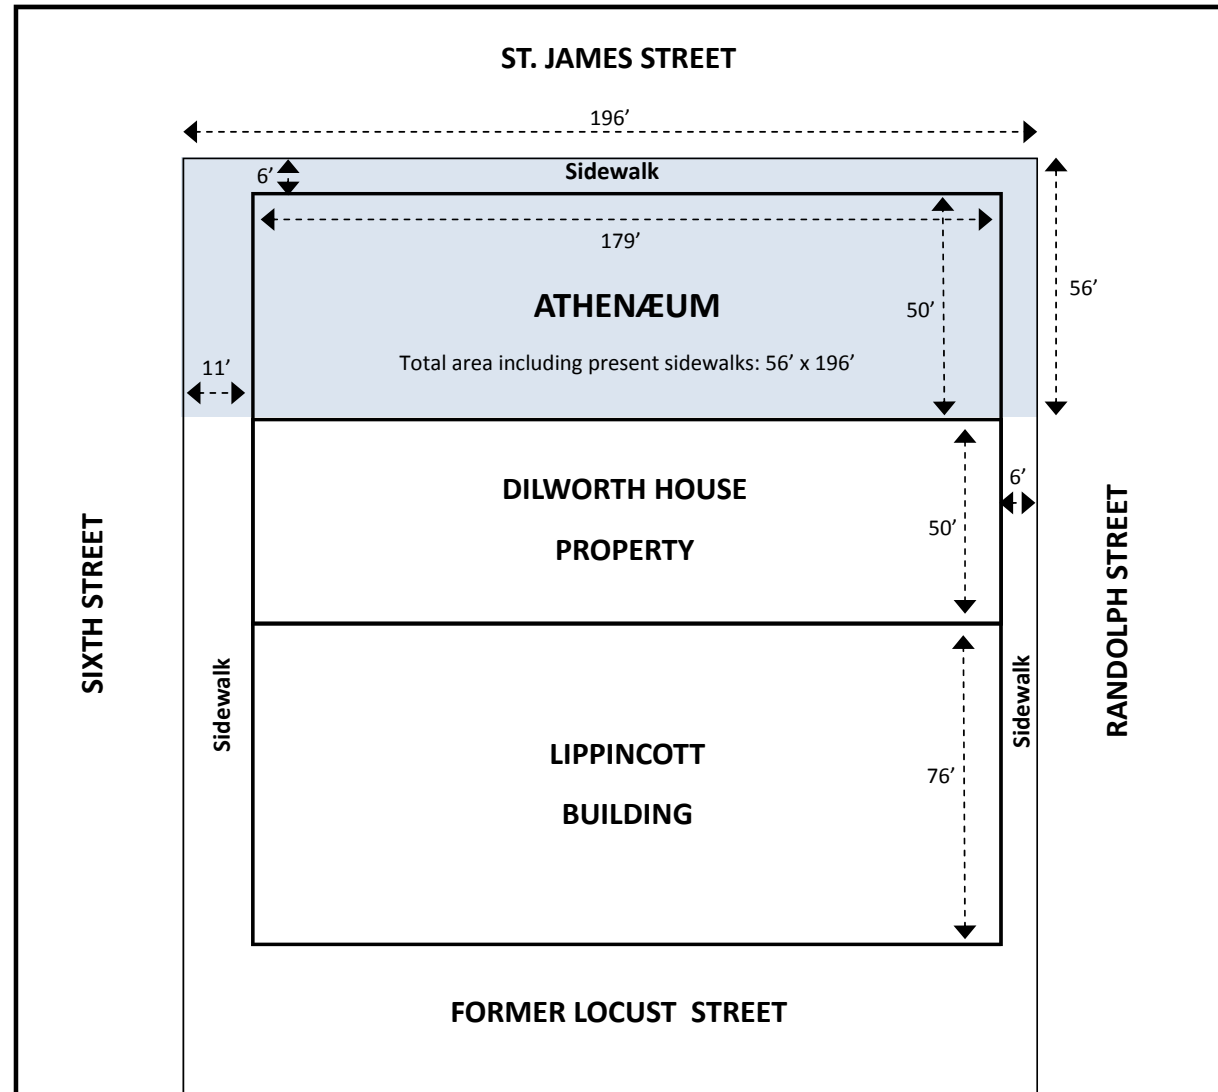 ST. JAMES STREET
196’
6’
Sidewalk
179’
50’
56’
ATHENÆUM
Total area including present sidewalks: 56’ x 196’
11’
DILWORTH HOUSE
PROPERTY
50’
6’
SIXTH STREET
RANDOLPH STREET
Sidewalk
Sidewalk
LIPPINCOTT
BUILDING
76’
FORMER LOCUST STREET